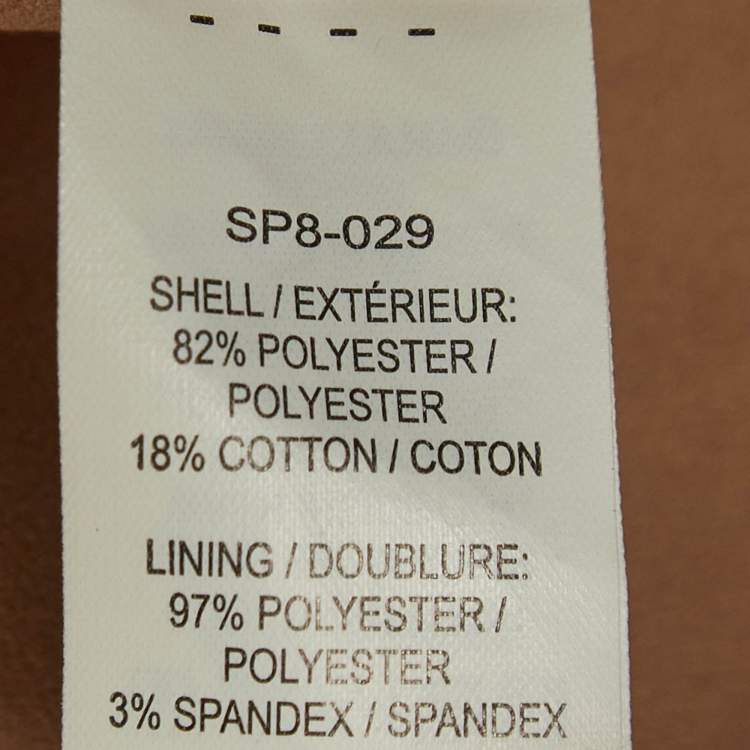 SP8-029
SHELL / EXTÉRIEUR:
82% POLYESTER /
POLYESTER
18% COTTON / COTON
LINING / DOUBLURE:
97% POLYESTER /
POLYESTER
3% SPANDEX / SPANDEX